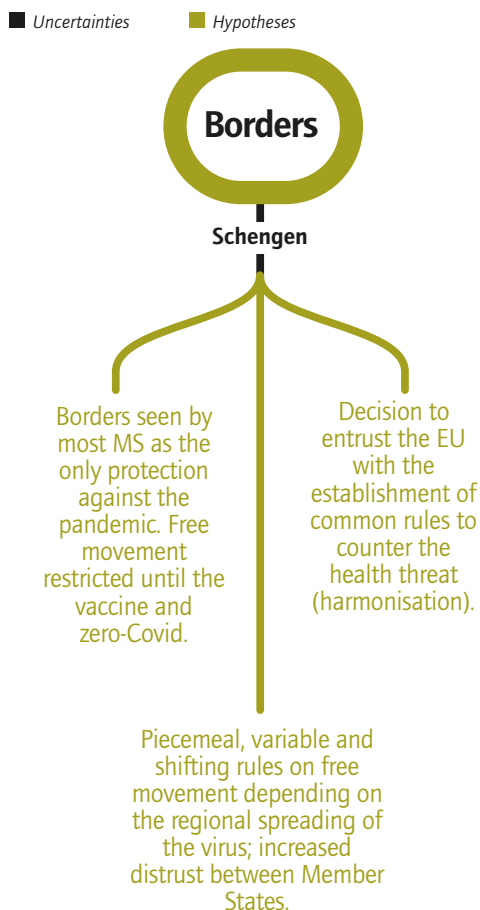 Uncertainties
Hypotheses
Borders
Schengen
Borders seen by
most MS as the
only protection
against the
pandemic. Free
movement
restricted until the
vaccine and
zero-Covid.
Decision to
entrust the EU
with the
establishment of
common rules to
counter the
health threat
(harmonisation).
Piecemeal, variable and
shifting rules on free
movement depending on
the regional spreading of
the virus; increased
distrust between Member
States.